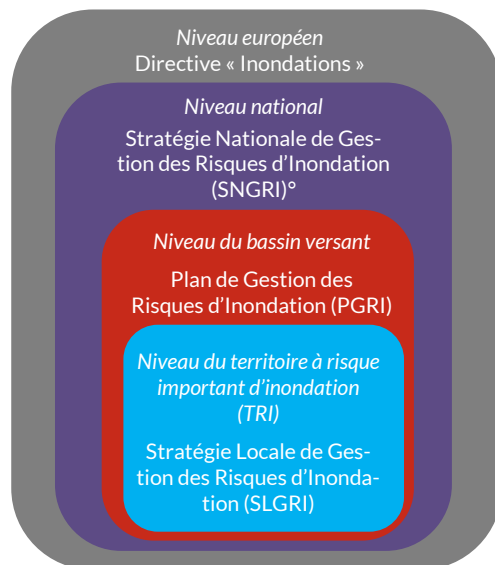 Niveau européen
Directive « Inondations »
Niveau national
Stratégie Nationale de Ges-
tion des Risques d’Inondation
(SNGRI)°
Niveau du bassin versant
Plan de Gestion des
Risques d’Inondation (PGRI)
Niveau du territoire à risque
important d’inondation
(TRI)
Stratégie Locale de Ges-
tion des Risques d’Inonda-
tion (SLGRI)